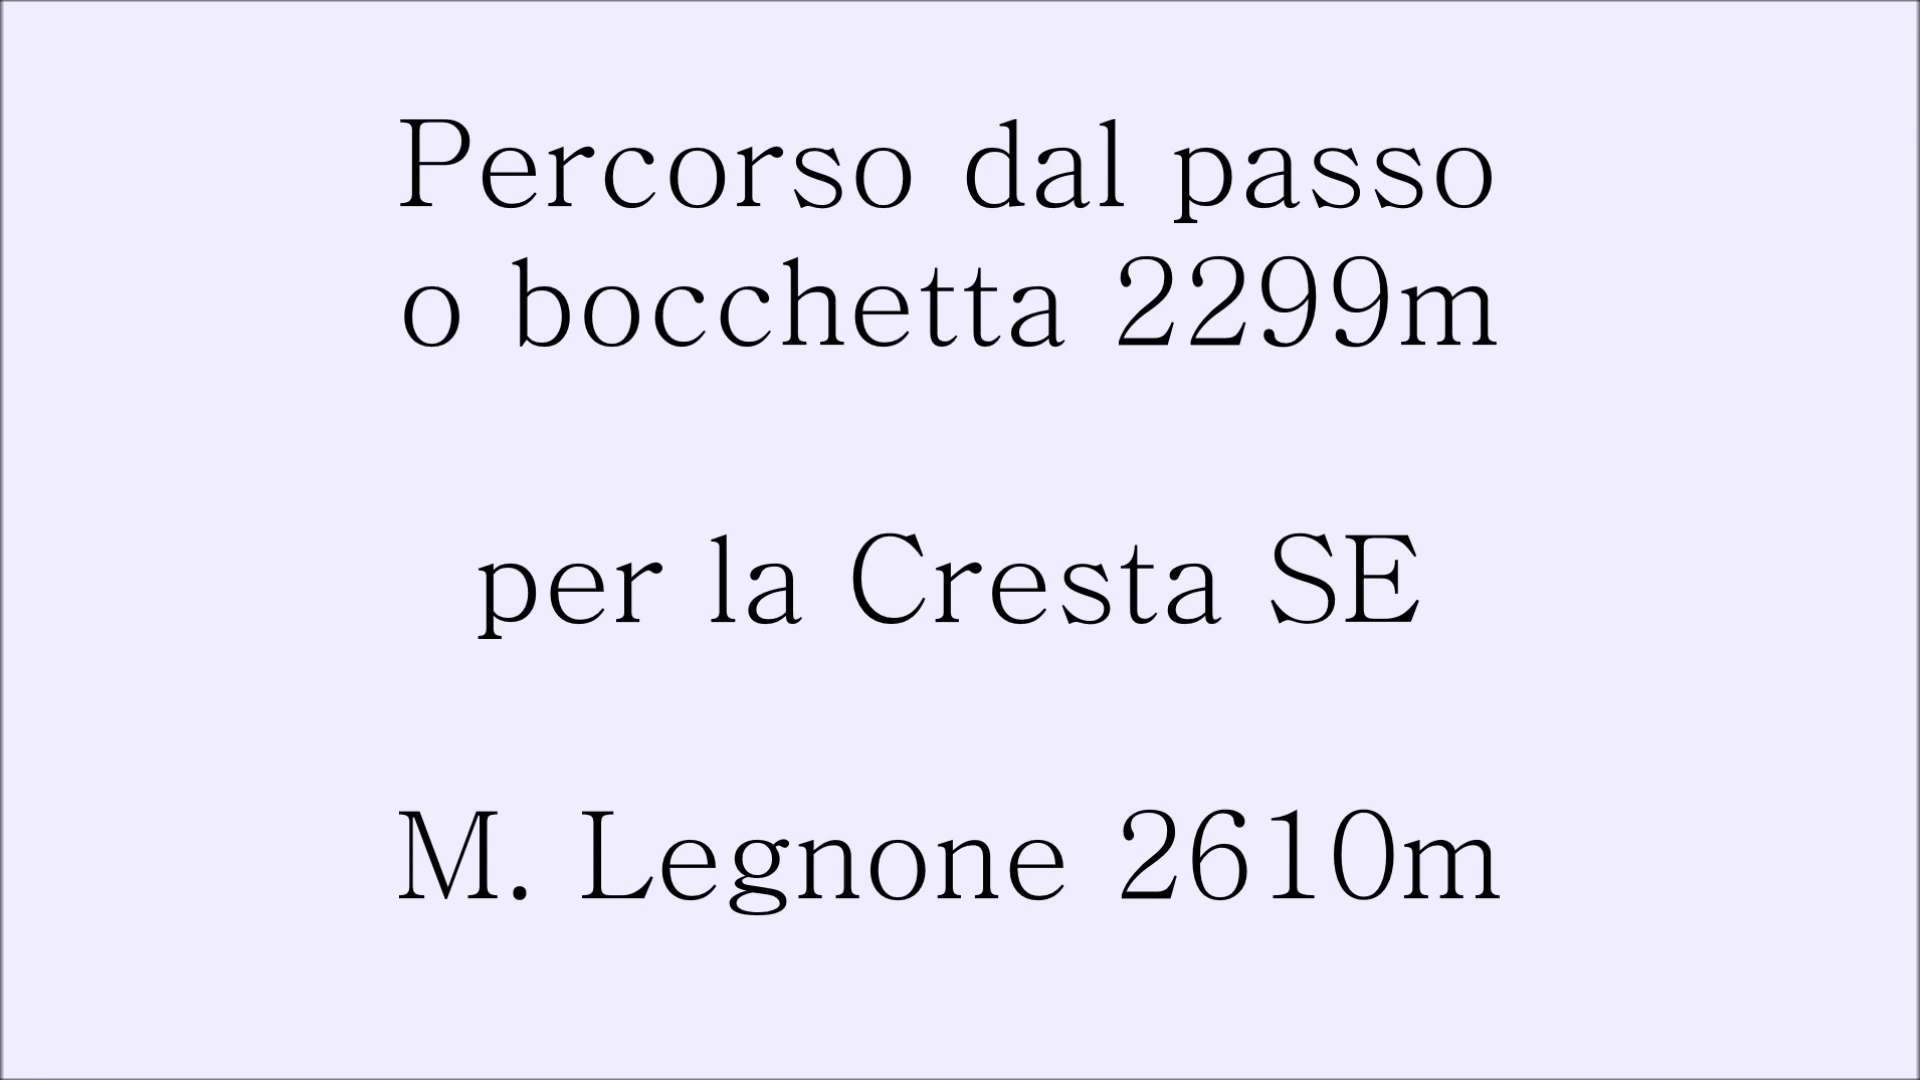 Percorso dal passo
o bocchetta 2299m
per la Cresta SE
M. Legnone 2610m